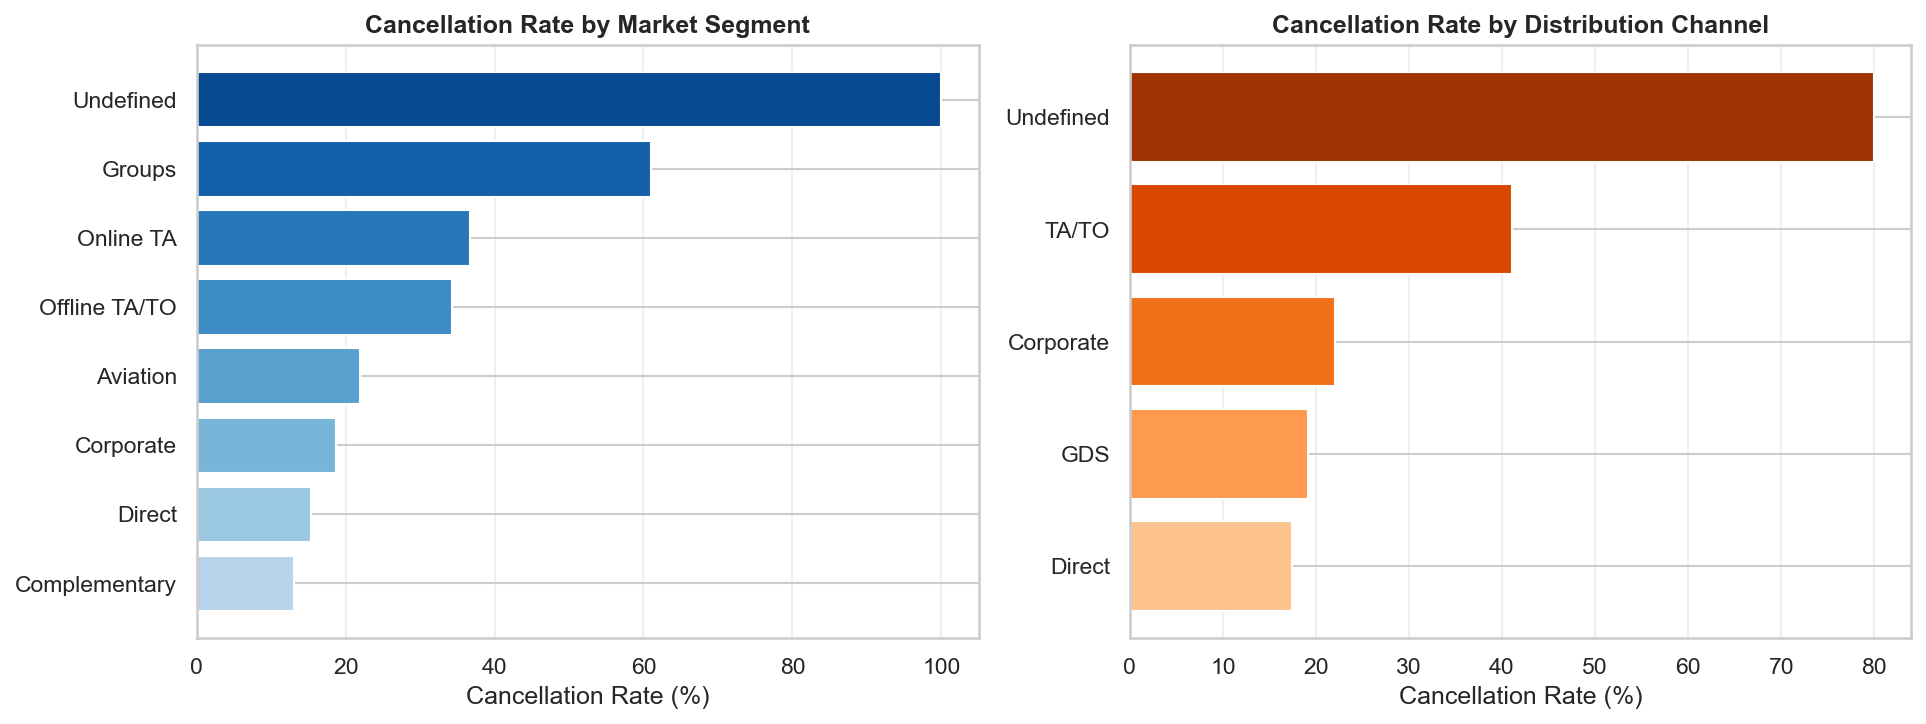 Cancellation Rate by Market Segment
Undefined
Groups
Online TA
Offline TA/TO
Aviation
Corporate
Direct
Complementary
0 20 40 60 80 100
Cancellation Rate (%)
Cancellation Rate by Distribution Channel
Undefined
TA/TO
Corporate
GDS
Direct
0 10 20 30 40 50 60 70 80
Cancellation Rate (%)